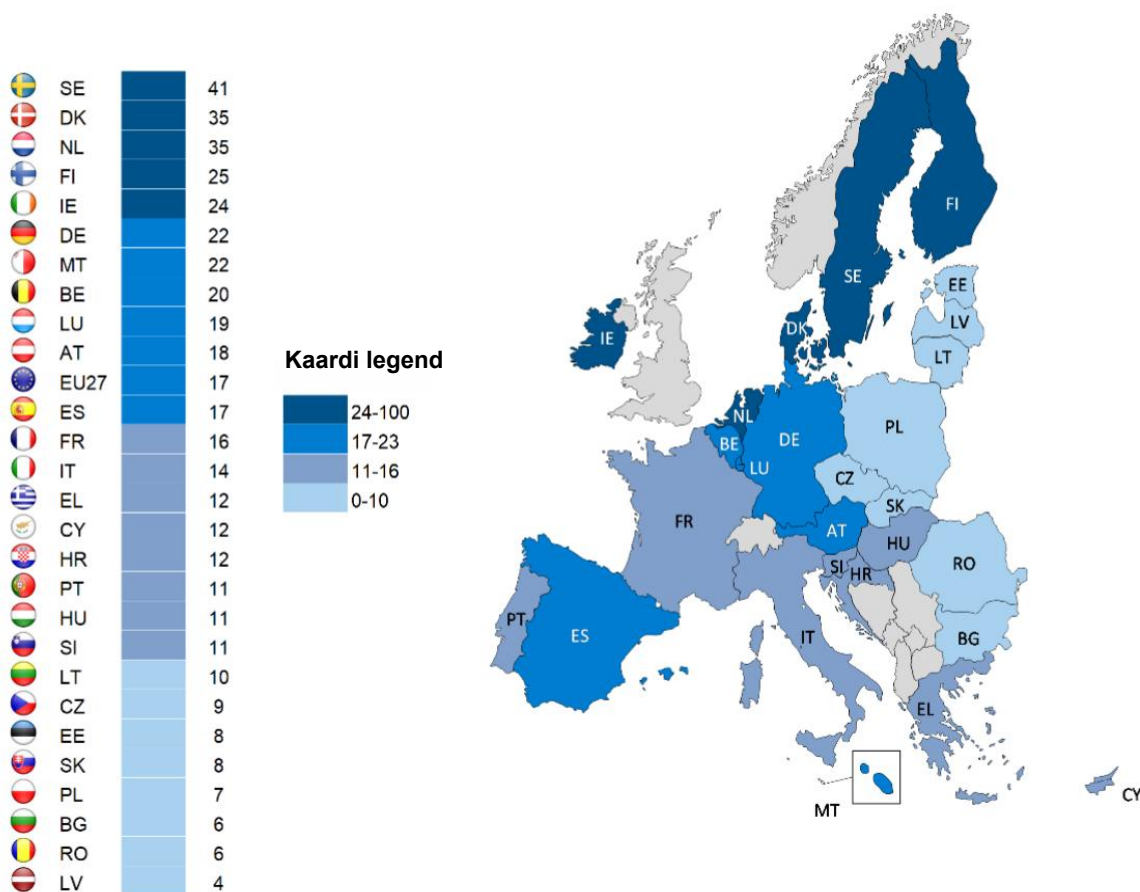 SE 41
DK 35
NL 35
FI 25
IE 24
DE 22
MT 22
BE 20
LU 19
AT 18
EU27 17
ES 17
FR 16
IT 14
EL 12
CY 12
HR 12
PT 11
HU 11
SI 11
LT 10
CZ 9
EE 8
SK 8
PL 7
BG 6
RO 6
LV 4
Kaardi legend
24-100
17-23
11-16
0-10
FI
SE
EE
LV
LT
DK
IE
NL
BE
DE
PL
LU
CZ
SK
FR
AT
HU
SI
HR
RO
PT
ES
IT
BG
EL
MT
CY